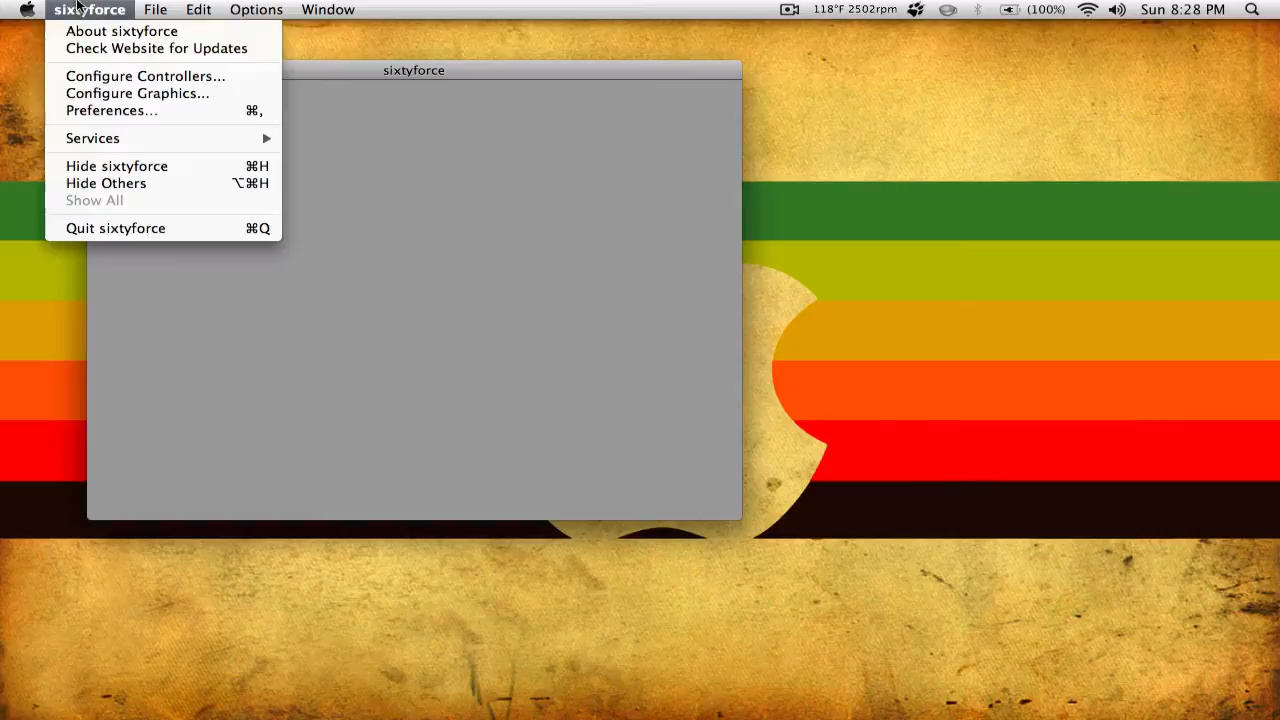 sixtyforce File Edit Options Window 118°F 2502rpm (100%) Sun 8:28 PM
About sixtyforce
Check Website for Updates
Configure Controllers...
Configure Graphics...
Preferences... ⌘,
Services
Hide sixtyforce ⌘H
Hide Others ⌥⌘H
Show All
Quit sixtyforce ⌘Q
sixtyforce